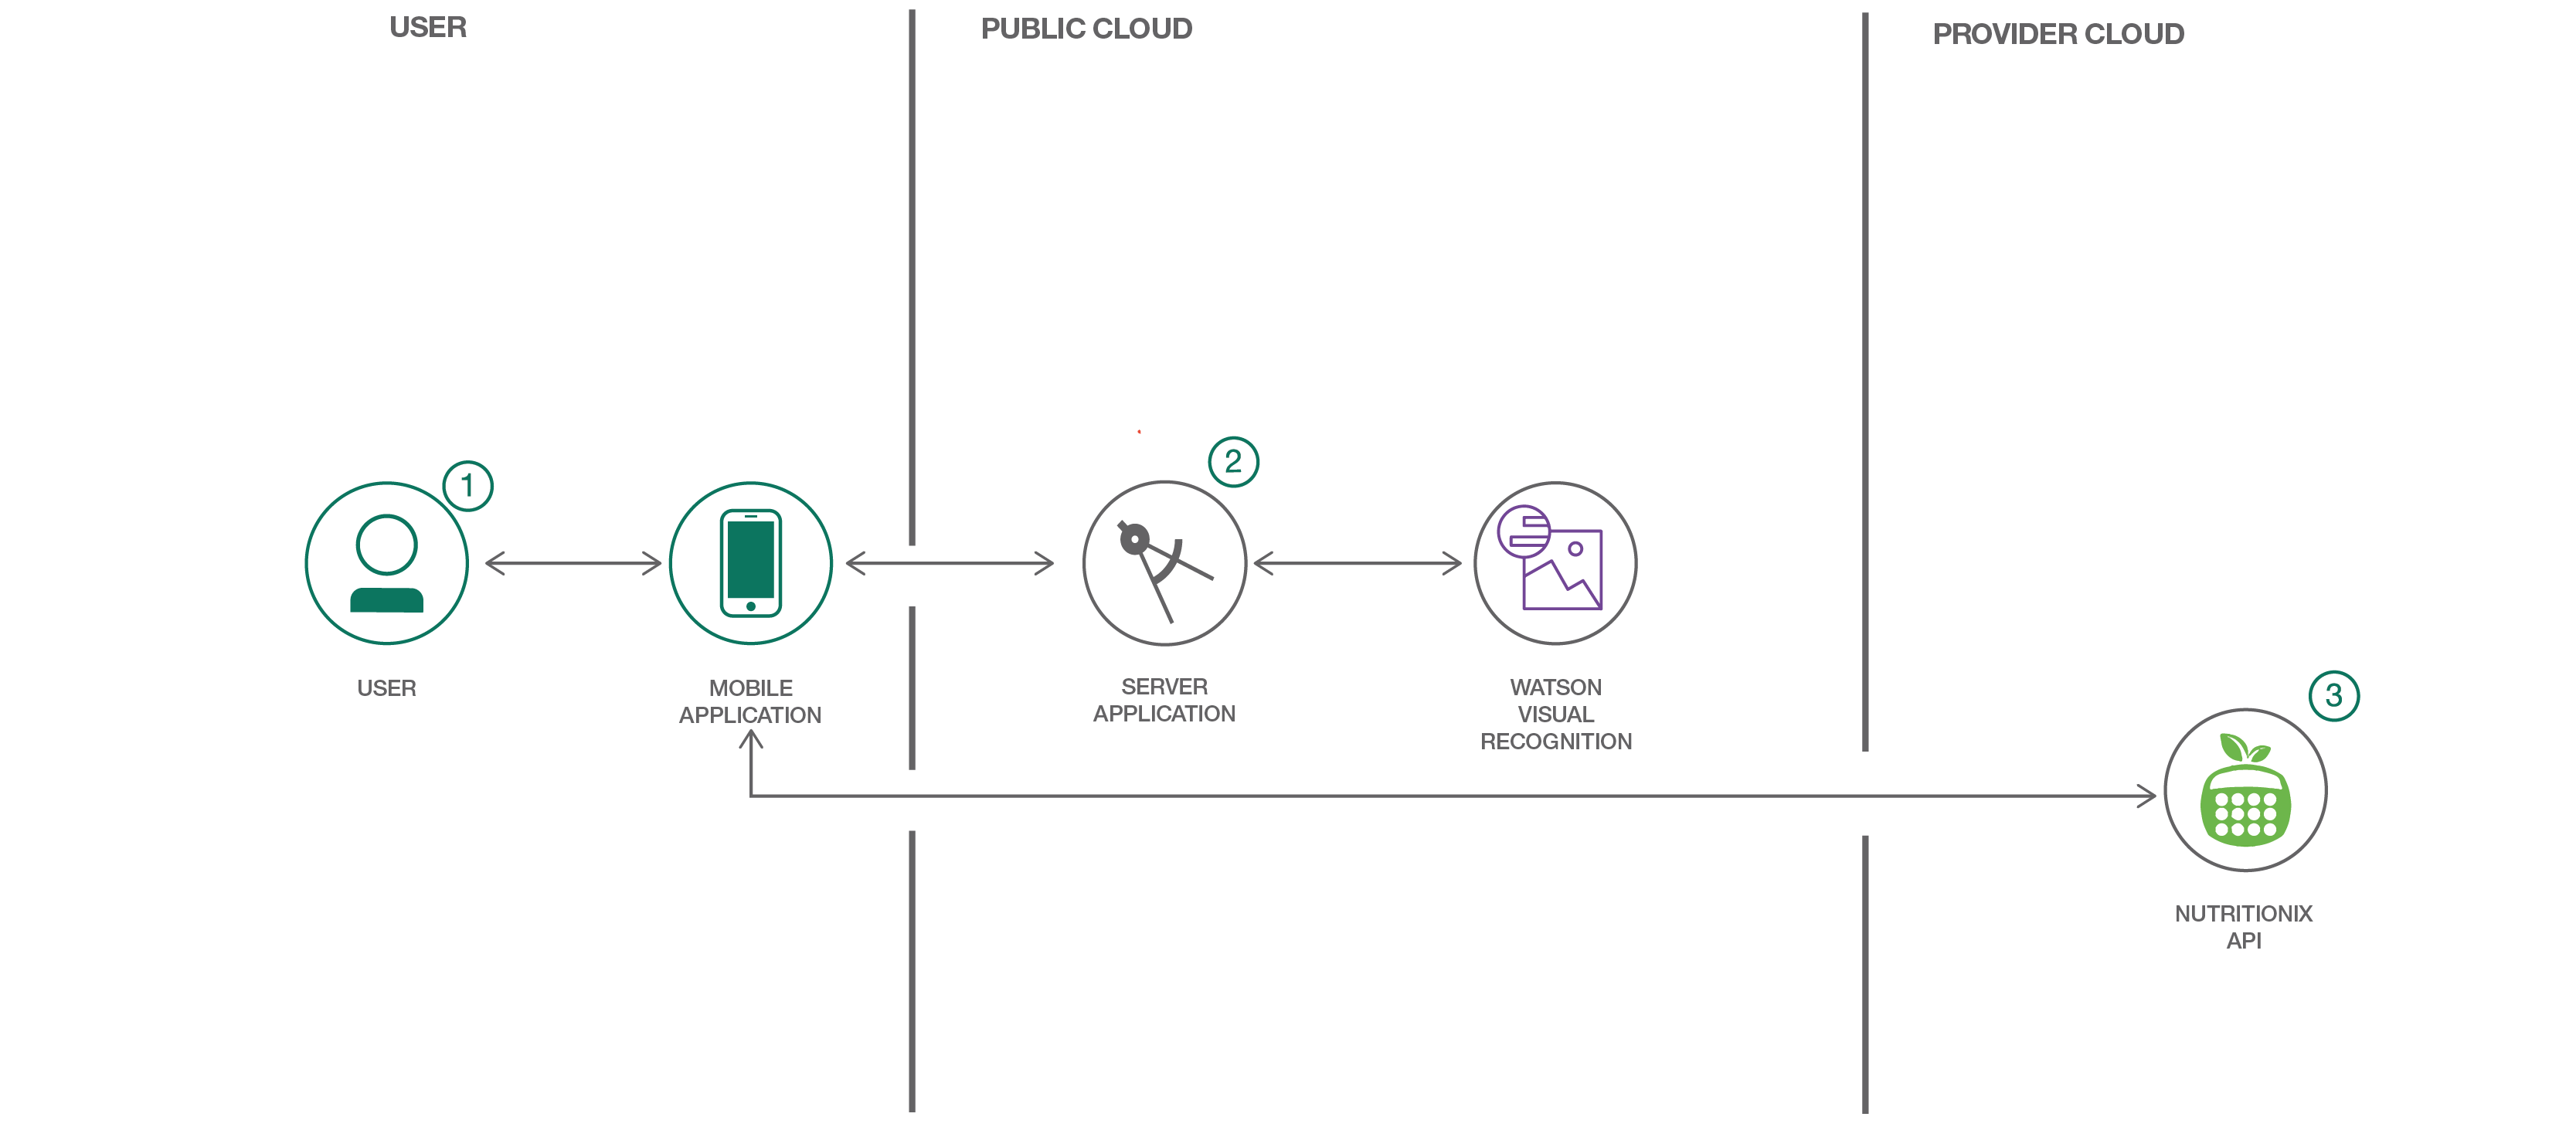 USER
PUBLIC CLOUD
PROVIDER CLOUD
1
2
3
USER
MOBILE
APPLICATION
SERVER
APPLICATION
WATSON
VISUAL
RECOGNITION
NUTRITIONIX
API